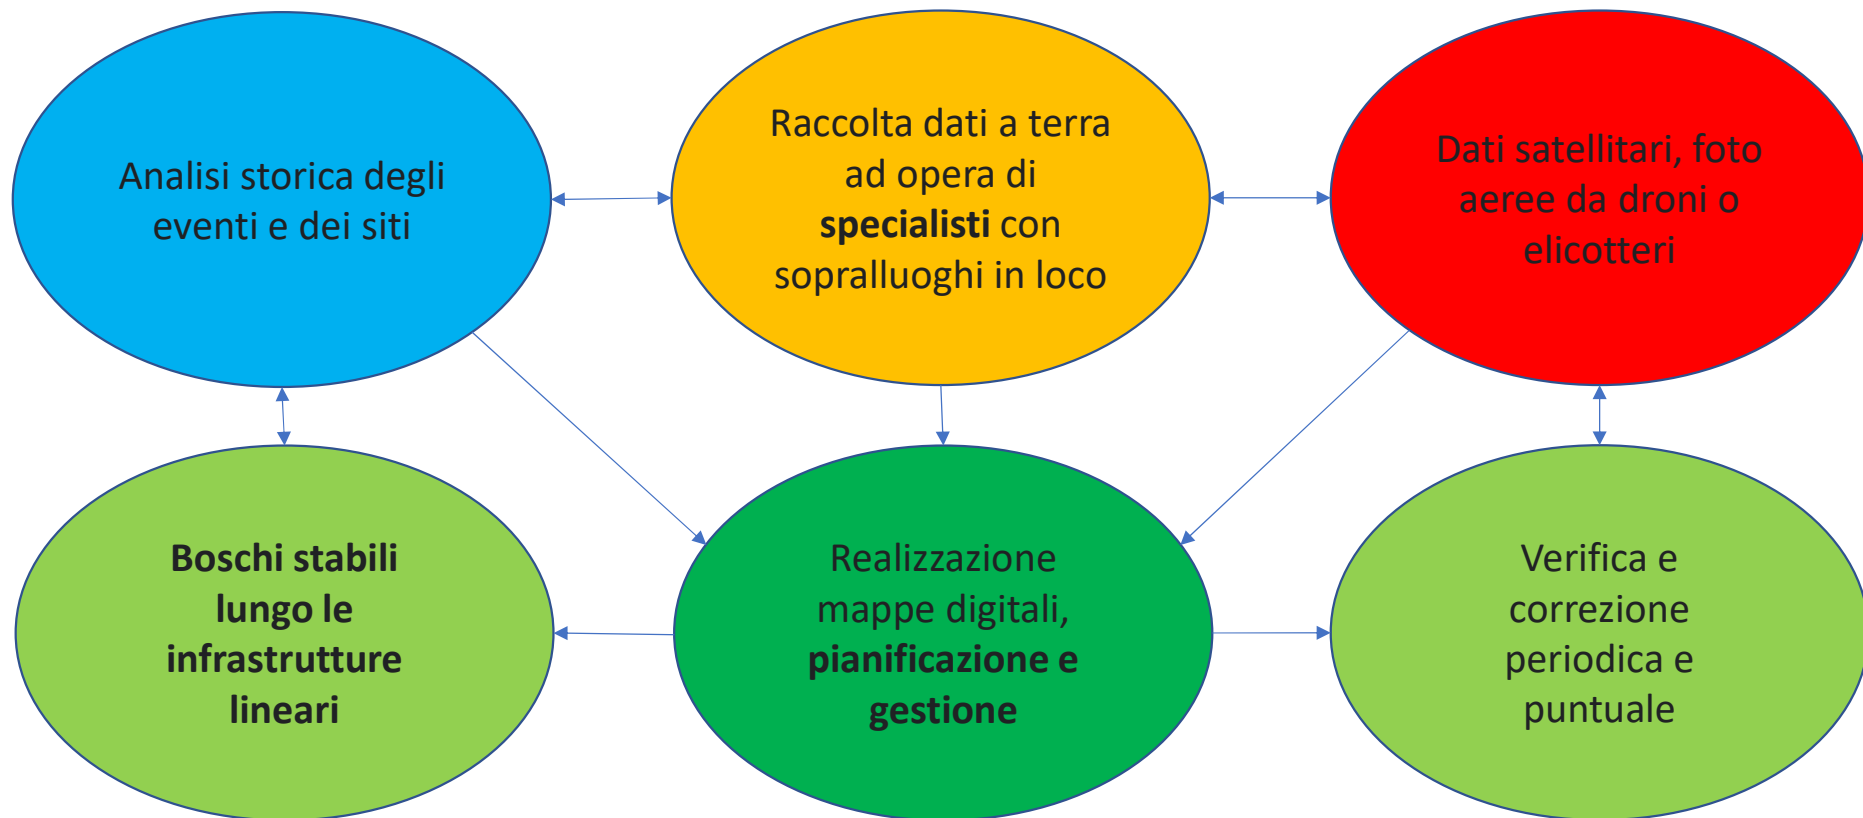 Analisi storica degli
eventi e dei siti
Raccolta dati a terra
ad opera di
specialisti con
sopralluoghi in loco
Dati satellitari, foto
aeree da droni o
elicotteri
Boschi stabili
lungo le
infrastrutture
lineari
Realizzazione
mappe digitali,
pianificazione e
gestione
Verifica e
correzione
periodica e
puntuale